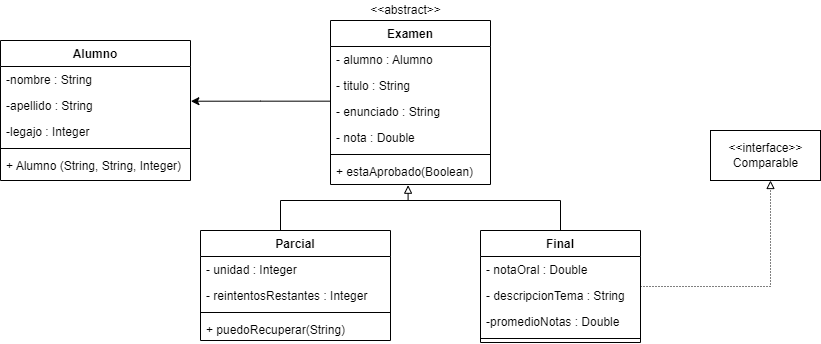 <<abstract>>
Examen
- alumno : Alumno
- titulo : String
- enunciado : String
- nota : Double
+ estaAprobado(Boolean)
Alumno
-nombre : String
-apellido : String
-legajo : Integer
+ Alumno (String, String, Integer)
<<interface>>
Comparable
Parcial
- unidad : Integer
- reintentosRestantes : Integer
+ puedoRecuperar(String)
Final
- notaOral : Double
- descripcionTema : String
-promedioNotas : Double